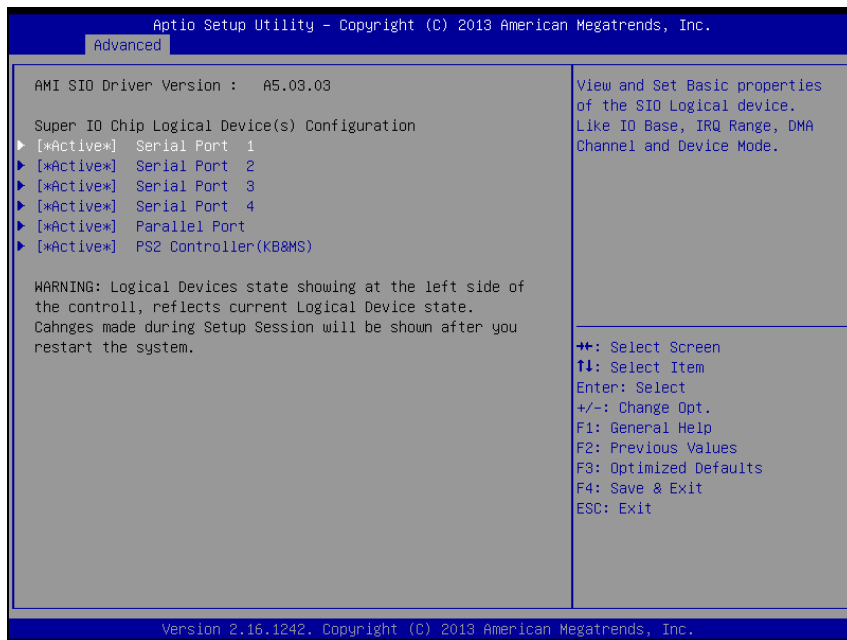 Aptio Setup Utility – Copyright (C) 2013 American Megatrends, Inc.
Advanced
AMI SIO Driver Version :   A5.03.03
Super IO Chip Logical Device(s) Configuration
[*Active*]  Serial Port  1
[*Active*]  Serial Port  2
[*Active*]  Serial Port  3
[*Active*]  Serial Port  4
[*Active*]  Parallel Port
[*Active*]  PS2 Controller(KB&MS)
WARNING: Logical Devices state showing at the left side of
the controll, reflects current Logical Device state.
Cahnges made during Setup Session will be shown after you
restart the system.
View and Set Basic properties
of the SIO Logical device.
Like IO Base, IRQ Range, DMA
Channel and Device Mode.
→←: Select Screen
↑↓: Select Item
Enter: Select
+/-: Change Opt.
F1: General Help
F2: Previous Values
F3: Optimized Defaults
F4: Save & Exit
ESC: Exit
Version 2.16.1242. Copyright (C) 2013 American Megatrends, Inc.